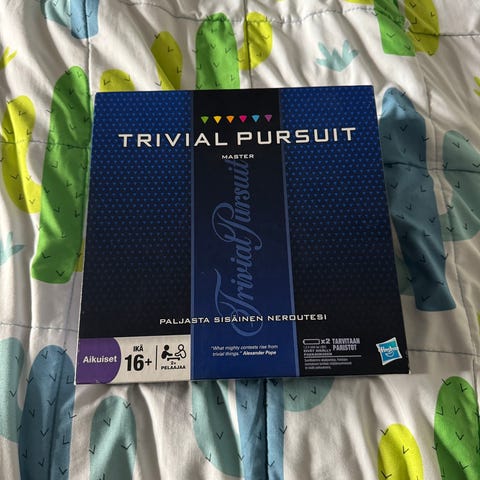 TRIVIAL PURSUIT
MASTER
Trivial Pursuit
PALJASTA SISÄINEN NEROUTESI
Aikuiset
IKÄ
16+
2+
PELAAJAA
"What mighty contests rise from
trivial things." Alexander Pope
x2 TARVITAAN
PARISTOT
Hasbro